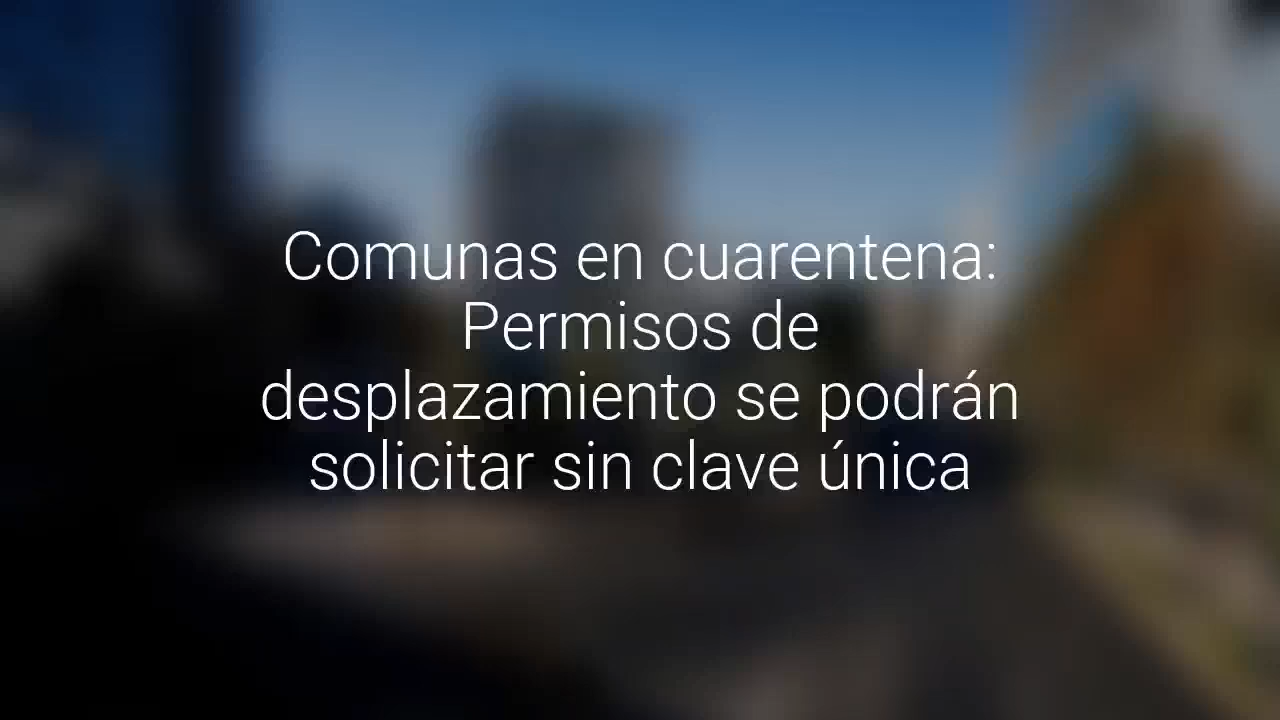 Comunas en cuarentena:
Permisos de
desplazamiento se podrán
solicitar sin clave única